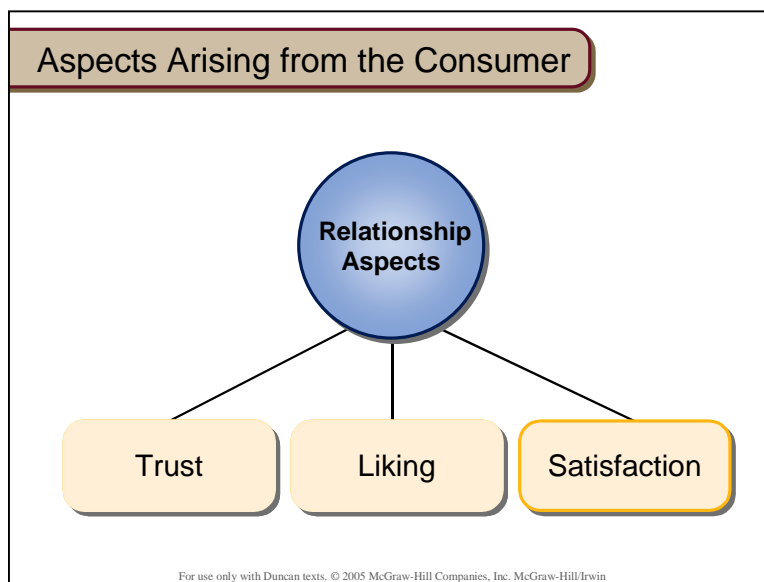 Aspects Arising from the Consumer
Relationship
Aspects
Trust
Liking
Satisfaction
For use only with Duncan texts. © 2005 McGraw-Hill Companies, Inc. McGraw-Hill/Irwin